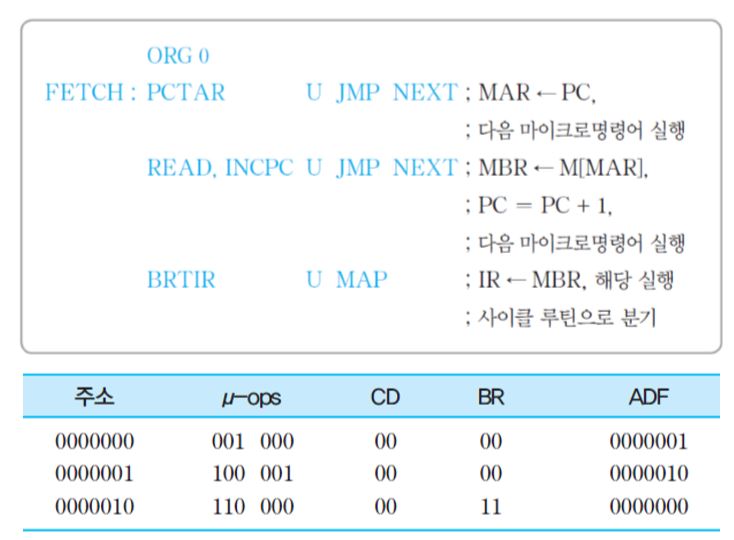 ORG 0
FETCH : PCTAR U JMP NEXT ; MAR ← PC,
; 다음 마이크로명령어 실행
READ, INCPC U JMP NEXT ; MBR ← M[MAR],
; PC = PC + 1,
; 다음 마이크로명령어 실행
BRTIR U MAP ; IR ← MBR, 해당 실행
; 사이클 루틴으로 분기
주소 μ-ops CD BR ADF
0000000 001 000 00 00 0000001
0000001 100 001 00 00 0000010
0000010 110 000 00 11 0000000